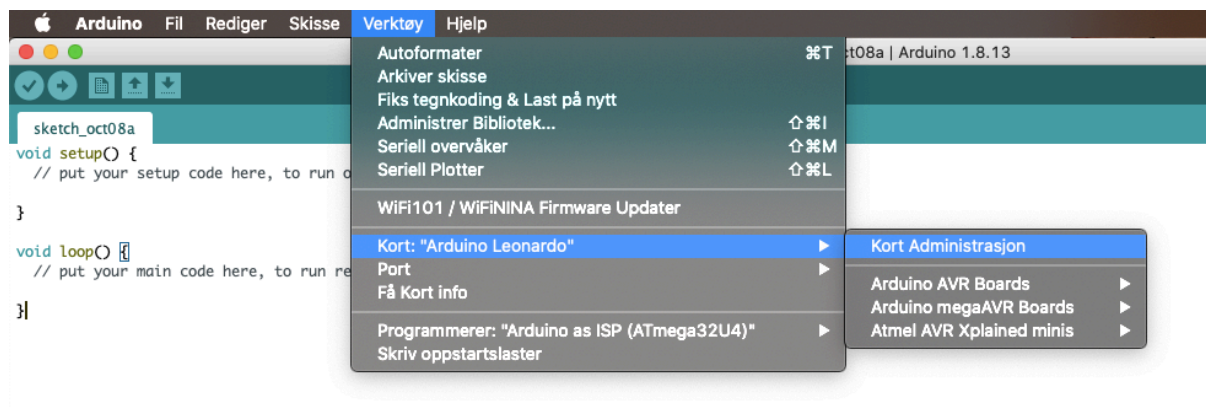 Arduino Fil Rediger Skisse Verktøy Hjelp
t08a | Arduino 1.8.13
sketch_oct08a
void setup() {
// put your setup code here, to run
}
void loop() {
// put your main code here, to run re
}
Autoformater ⌘T
Arkiver skisse
Fiks tegnkoding & Last på nytt
Administrer Bibliotek... ⇧⌘I
Seriell overvåker ⇧⌘M
Seriell Plotter ⇧⌘L
WiFi101 / WiFiNINA Firmware Updater
Kort: "Arduino Leonardo"
Port
Få Kort info
Programmerer: "Arduino as ISP (ATmega32U4)"
Skriv oppstartslaster
Kort Administrasjon
Arduino AVR Boards
Arduino megaAVR Boards
Atmel AVR Xplained minis